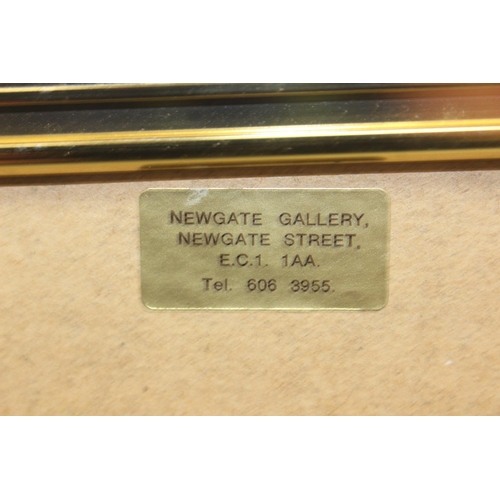 NEWGATE GALLERY,
NEWGATE STREET,
E.C.1. 1AA.
Tel. 606 3955.